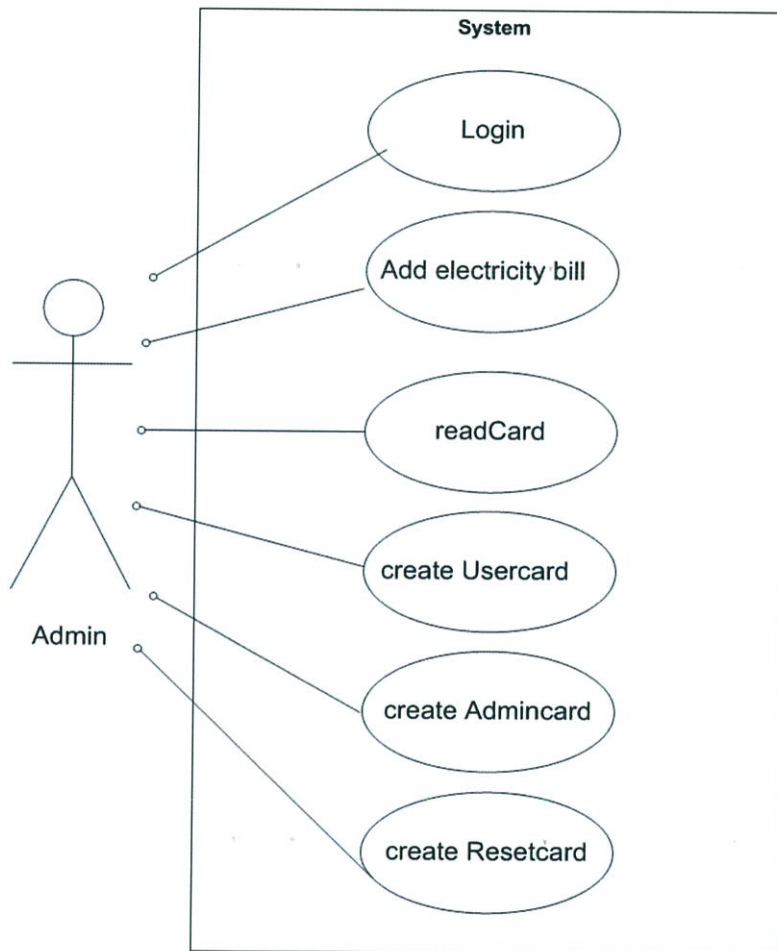 System
Login
Add electricity bill
readCard
create Usercard
Admin
create Admincard
create Resetcard